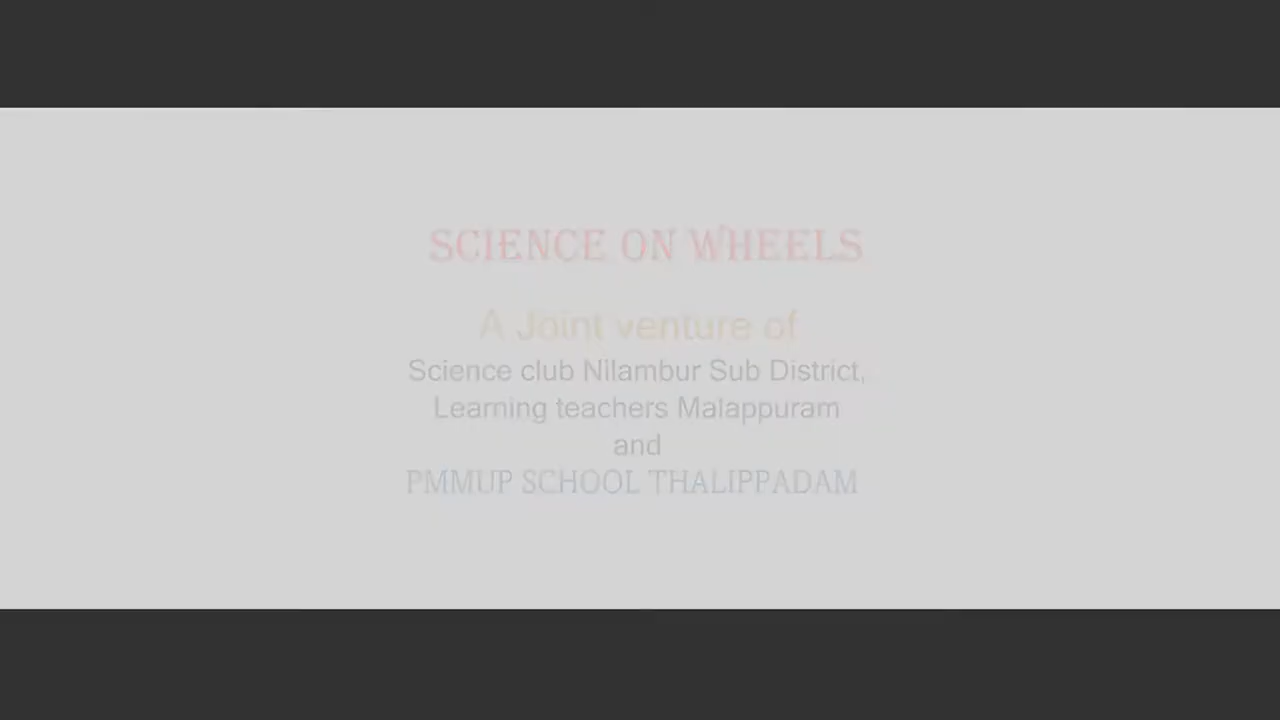 SCIENCE ON WHEELS
A Joint venture of
Science club Nilambur Sub District,
Learning teachers Malappuram
and
PMMUP SCHOOL THALIPPADAM